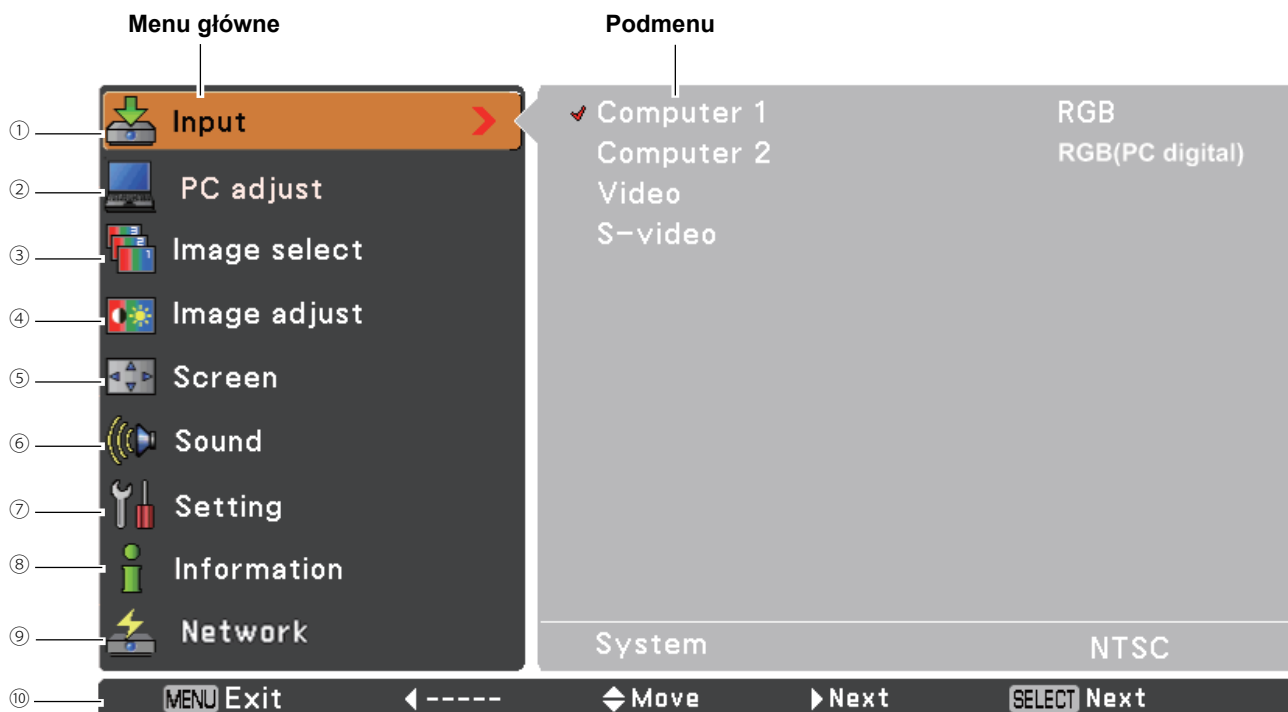 Menu główne Podmenu
① Input Computer 1 RGB
Computer 2 RGB(PC digital)
② PC adjust Video
③ Image select S-video
④ Image adjust
⑤ Screen
⑥ Sound
⑦ Setting
⑧ Information
⑨ Network System NTSC
⑩ MENU Exit ----- Move Next SELECT Next